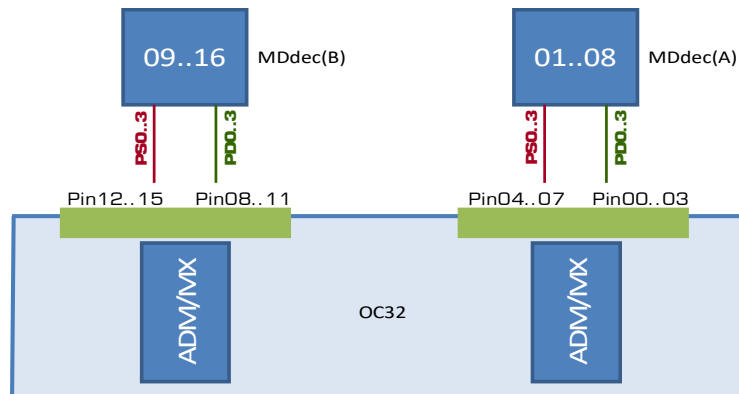 09..16
MDdec(B)
01..08
MDdec(A)
PS0..3
PD0..3
PS0..3
PD0..3
Pin12..15
Pin08..11
Pin04..07
Pin00..03
ADM/MX
OC32
ADM/MX